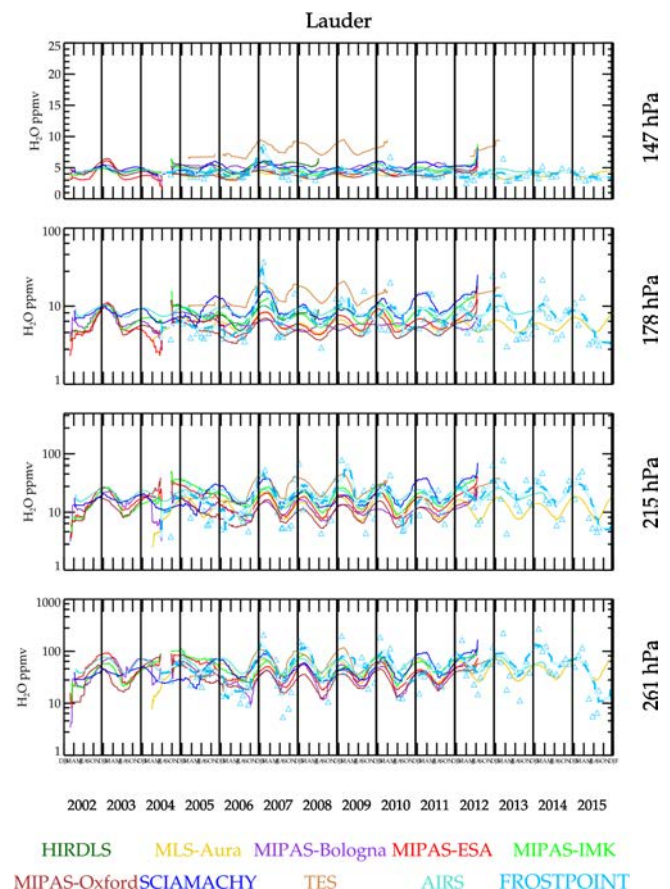 Lauder
25
20
15
10
5
0
H₂O ppmv
147 hPa
100
10
1
H₂O ppmv
178 hPa
100
10
1
H₂O ppmv
215 hPa
1000
100
10
1
H₂O ppmv
261 hPa
2002 2003 2004 2005 2006 2007 2008 2009 2010 2011 2012 2013 2014 2015
HIRDLS MLS-Aura MIPAS-Bologna MIPAS-ESA MIPAS-IMK
MIPAS-Oxford SCIAMACHY TES AIRS FROSTPOINT